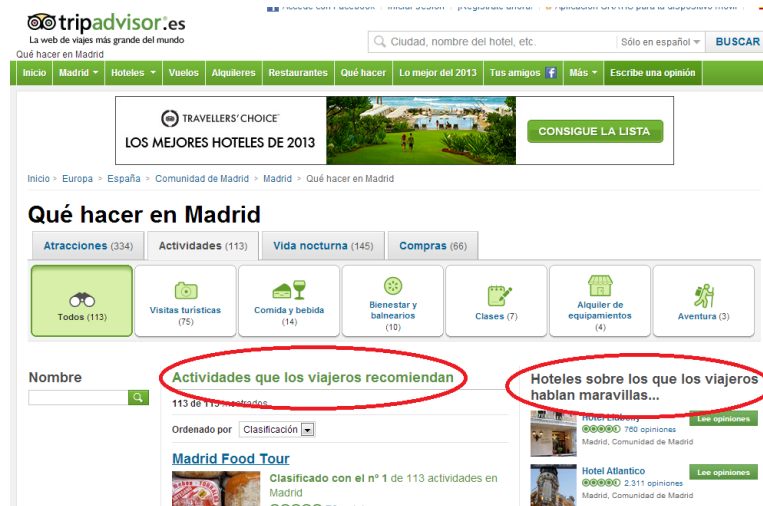 Accede con Facebook
Iniciar sesión
¡Regístrate ahora!
Aplicación GRATIS para tu dispositivo móvil
tripadvisor.es
La web de viajes más grande del mundo
Qué hacer en Madrid
Ciudad, nombre del hotel, etc.
Sólo en español
BUSCAR
Inicio Madrid Hoteles Vuelos Alquileres Restaurantes Qué hacer Lo mejor del 2013 Tus amigos Más Escribe una opinión
TRAVELLERS' CHOICE
LOS MEJORES HOTELES DE 2013
CONSIGUE LA LISTA
Inicio > Europa > España > Comunidad de Madrid > Madrid > Qué hacer en Madrid
Qué hacer en Madrid
Atracciones (334) Actividades (113) Vida nocturna (145) Compras (66)
Todos (113)
Visitas turísticas
(75)
Comida y bebida
(14)
Bienestar y
balnearios
(10)
Clases (7)
Alquiler de
equipamientos
(4)
Aventura (3)
Nombre
Actividades que los viajeros recomiendan
113 de 113 mostrados
Ordenado por Clasificación
Madrid Food Tour
Clasificado con el nº 1 de 113 actividades en
Madrid
Hoteles sobre los que los viajeros
hablan maravillas...
Hotel
760 opiniones
Madrid, Comunidad de Madrid
Lee opiniones
Hotel Atlantico
2.311 opiniones
Madrid, Comunidad de Madrid
Lee opiniones